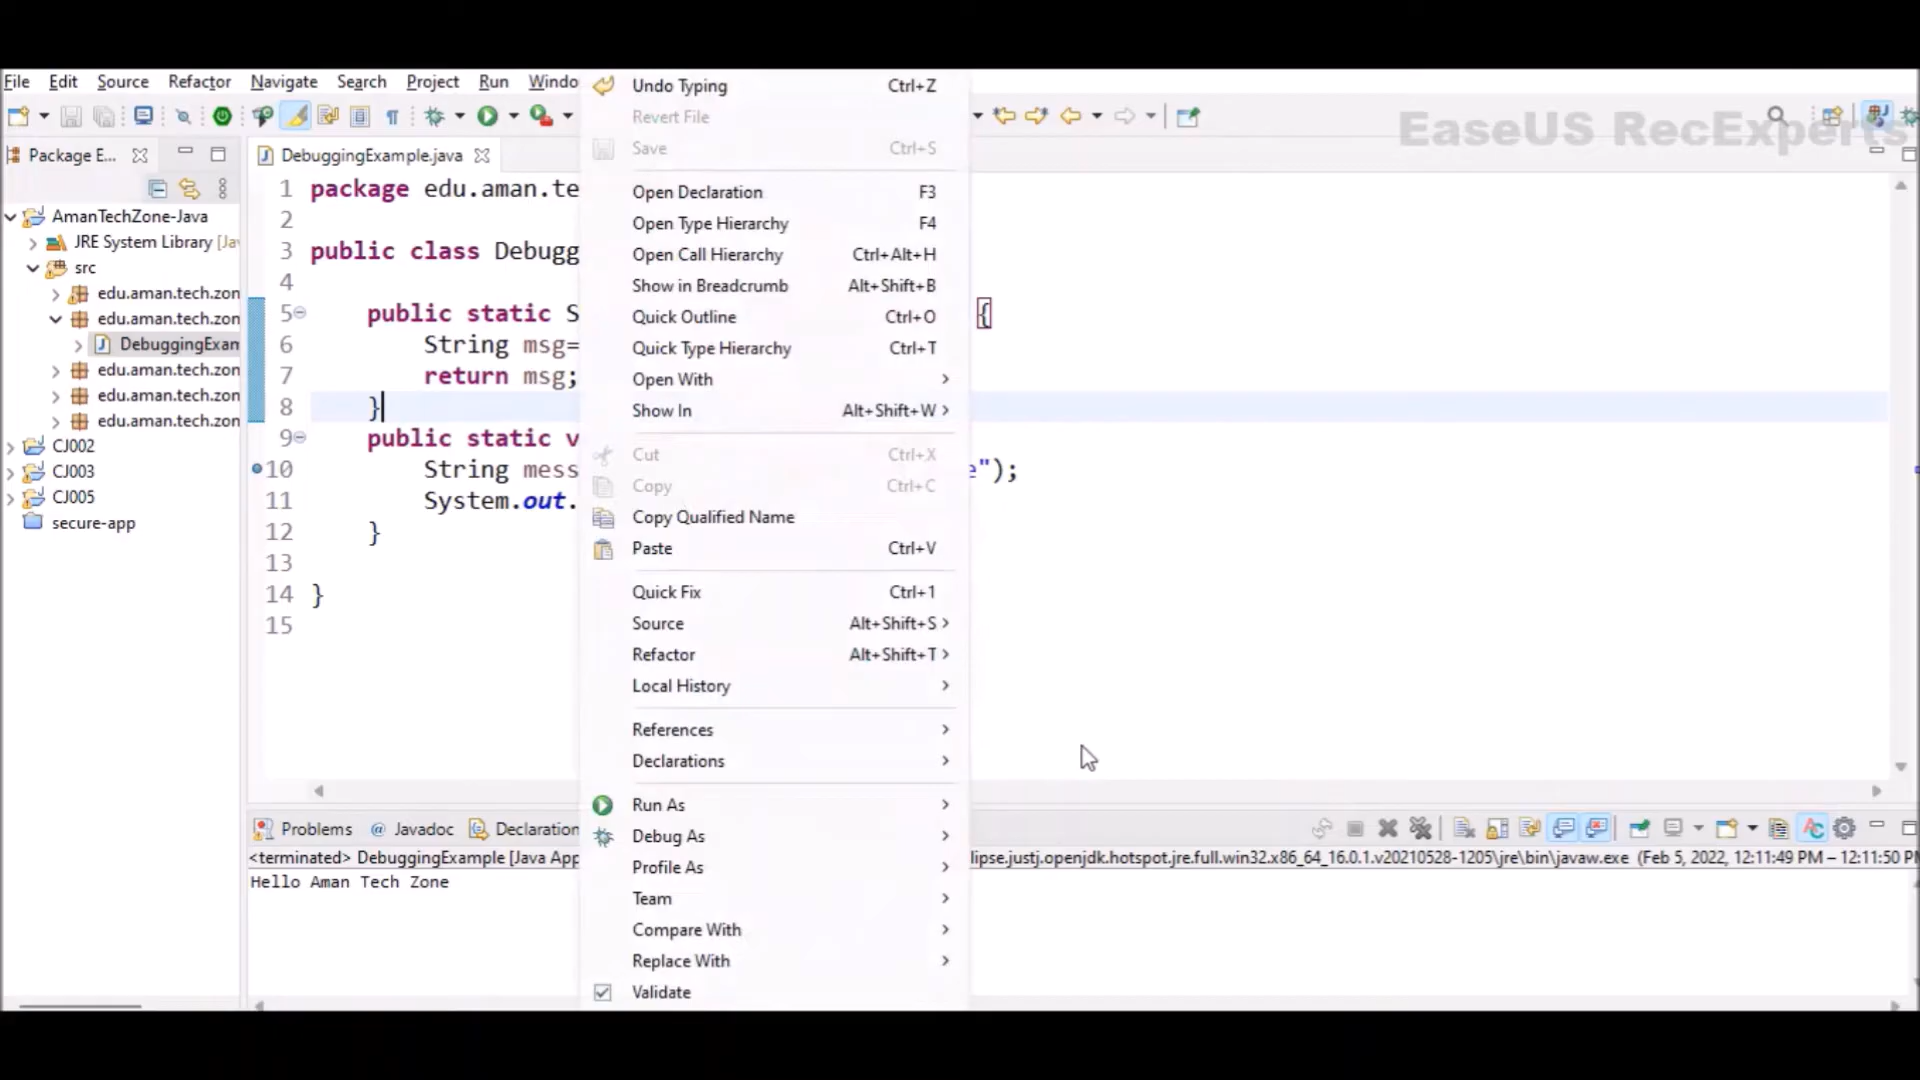 File Edit Source Refactor Navigate Search Project Run Windo
EaseUS RecExperts
Package E...
AmanTechZone-Java
JRE System Library [Ja
src
edu.aman.tech.zon
edu.aman.tech.zon
DebuggingExam
edu.aman.tech.zon
edu.aman.tech.zon
edu.aman.tech.zon
CJ002
CJ003
CJ005
secure-app
DebuggingExample.java
1 package edu.aman.te
2
3 public class Debugg
4
5 public static S {
6 String msg=
7 return msg;
8 }
9 public static v
10 String mess e");
11 System.out.
12 }
13
14 }
15
Undo Typing Ctrl+Z
Revert File
Save Ctrl+S
Open Declaration F3
Open Type Hierarchy F4
Open Call Hierarchy Ctrl+Alt+H
Show in Breadcrumb Alt+Shift+B
Quick Outline Ctrl+O
Quick Type Hierarchy Ctrl+T
Open With
Show In Alt+Shift+W
Cut Ctrl+X
Copy Ctrl+C
Copy Qualified Name
Paste Ctrl+V
Quick Fix Ctrl+1
Source Alt+Shift+S
Refactor Alt+Shift+T
Local History
References
Declarations
Run As
Debug As
Profile As
Team
Compare With
Replace With
Validate
Problems @ Javadoc Declaration
<terminated> DebuggingExample [Java App lipse.justj.openjdk.hotspot.jre.full.win32.x86_64_16.0.1.v20210528-1205\jre\bin\javaw.exe (Feb 5, 2022, 12:11:49 PM – 12:11:50 PM
Hello Aman Tech Zone